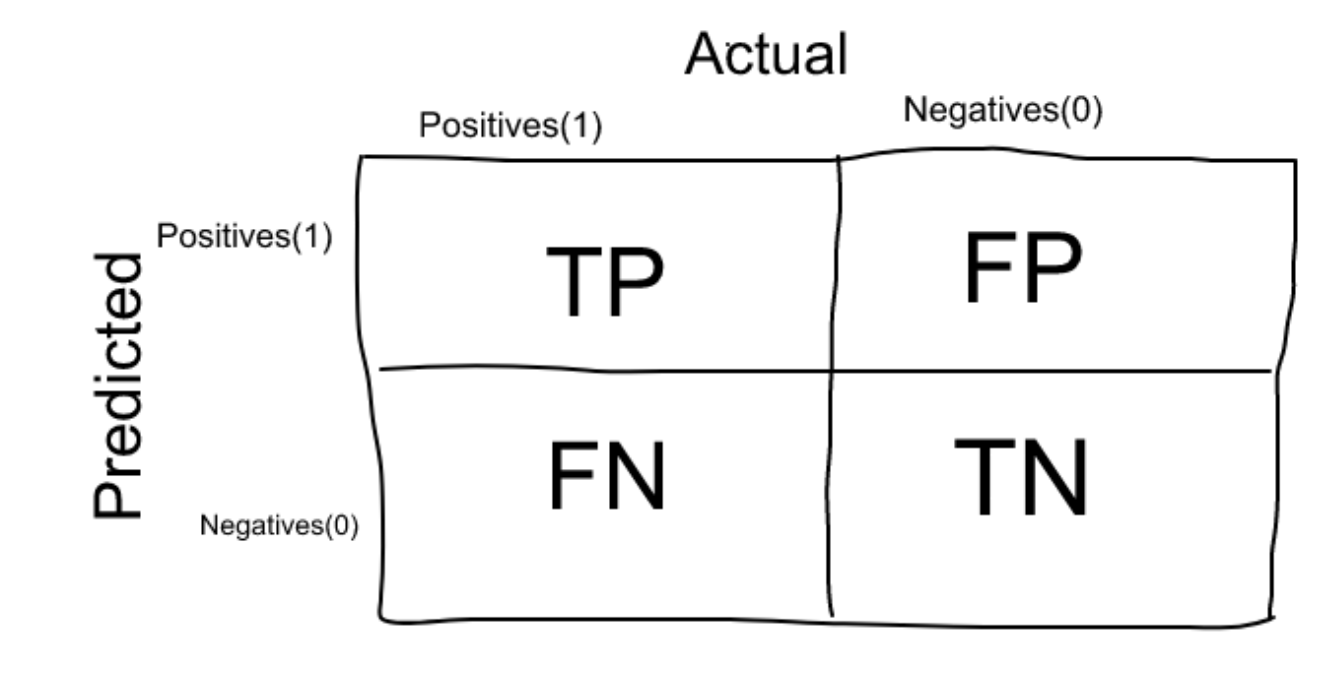 Actual
Positives(1)
Negatives(0)
Positives(1)
TP
FP
Predicted
FN
TN
Negatives(0)